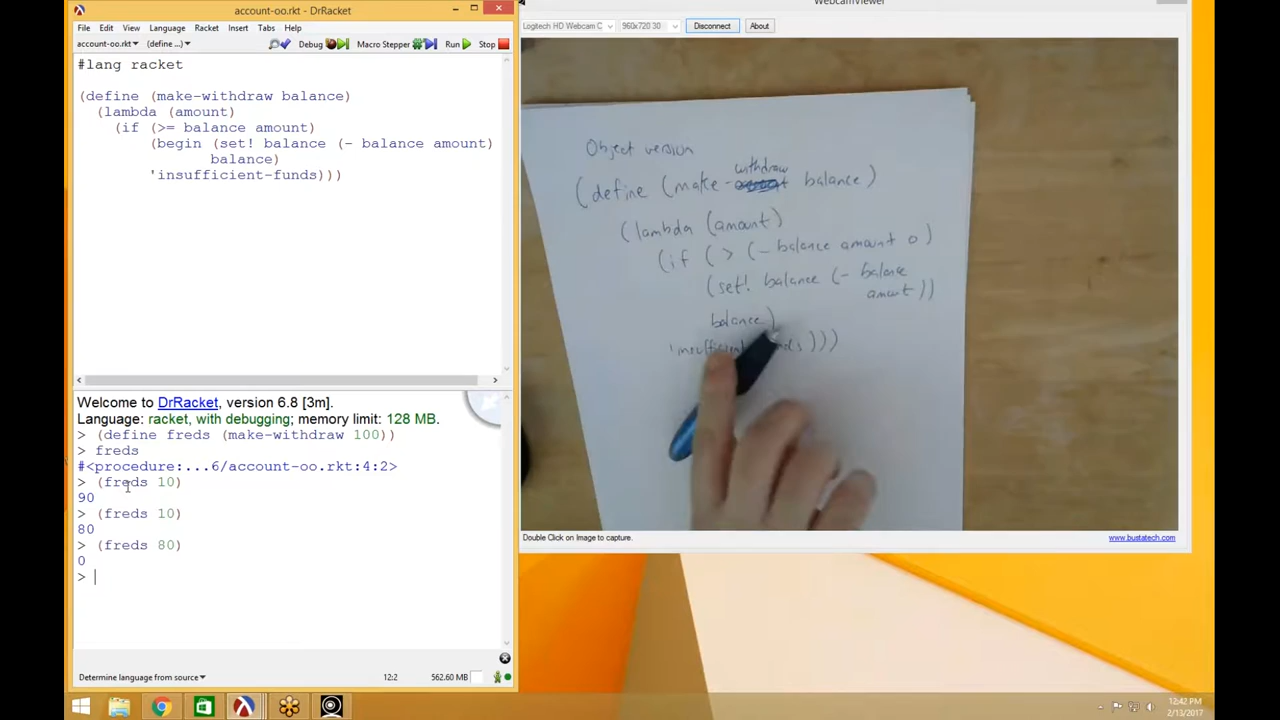 account-oo.rkt - DrRacket
File Edit View Language Racket Insert Tabs Help
account-oo.rkt (define ...)
Debug Macro Stepper Run Stop
#lang racket
(define (make-withdraw balance)
(lambda (amount)
(if (>= balance amount)
(begin (set! balance (- balance amount)
balance)
'insufficient-funds)))
Welcome to DrRacket, version 6.8 [3m].
Language: racket, with debugging; memory limit: 128 MB.
> (define freds (make-withdraw 100))
> freds
#<procedure:...6/account-oo.rkt:4:2>
> (freds 10)
90
> (freds 10)
80
> (freds 80)
0
>
Determine language from source 12:2 562.60 MB
WebcamViewer
Logitech HD Webcam C 960x720 30 Disconnect About
Object version
withdraw
(define (make- balance)
(lambda (amount)
(if (> (- balance amount 0)
(set! balance (- balance
amount))
balance)
)))
Double Click on Image to capture. www.bustatech.com
12:42 PM
2/13/2017